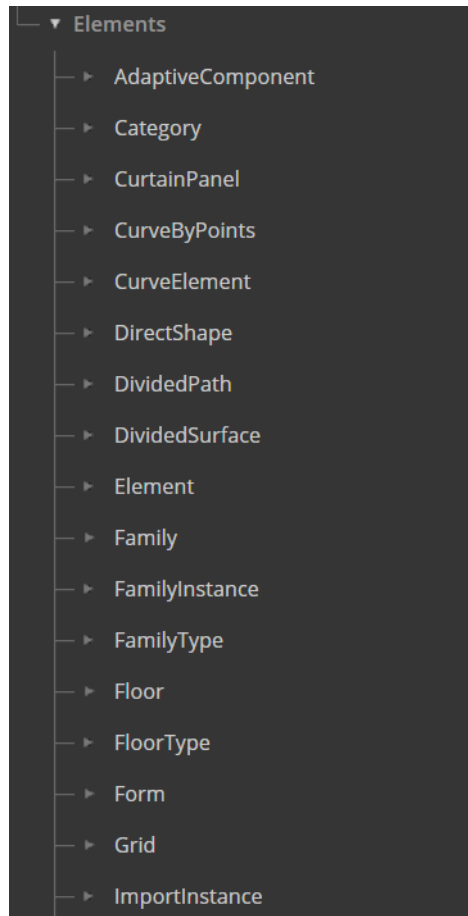 Elements
AdaptiveComponent
Category
CurtainPanel
CurveByPoints
CurveElement
DirectShape
DividedPath
DividedSurface
Element
Family
FamilyInstance
FamilyType
Floor
FloorType
Form
Grid
ImportInstance